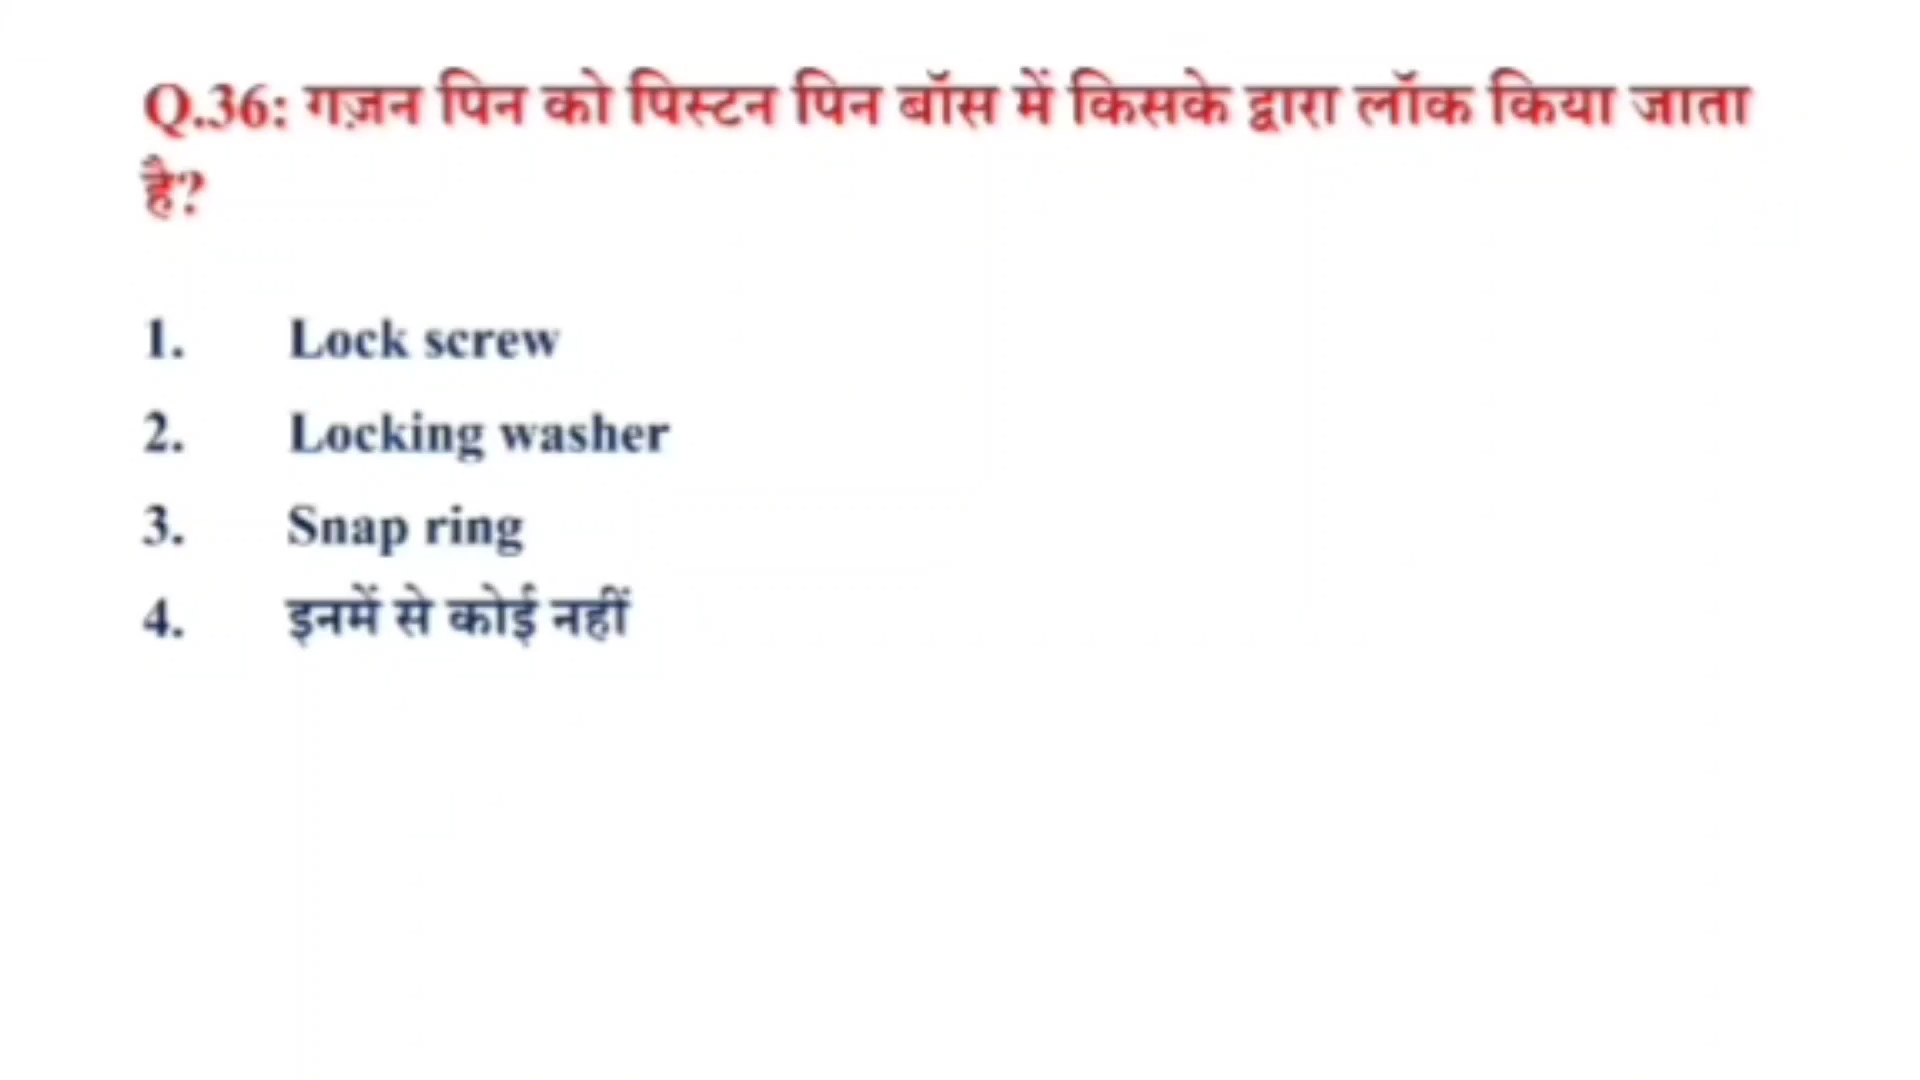 Q.36: गज़न पिन को पिस्टन पिन बॉस में किसके द्वारा लॉक किया जाता
है?
1. Lock screw
2. Locking washer
3. Snap ring
4. इनमें से कोई नहीं